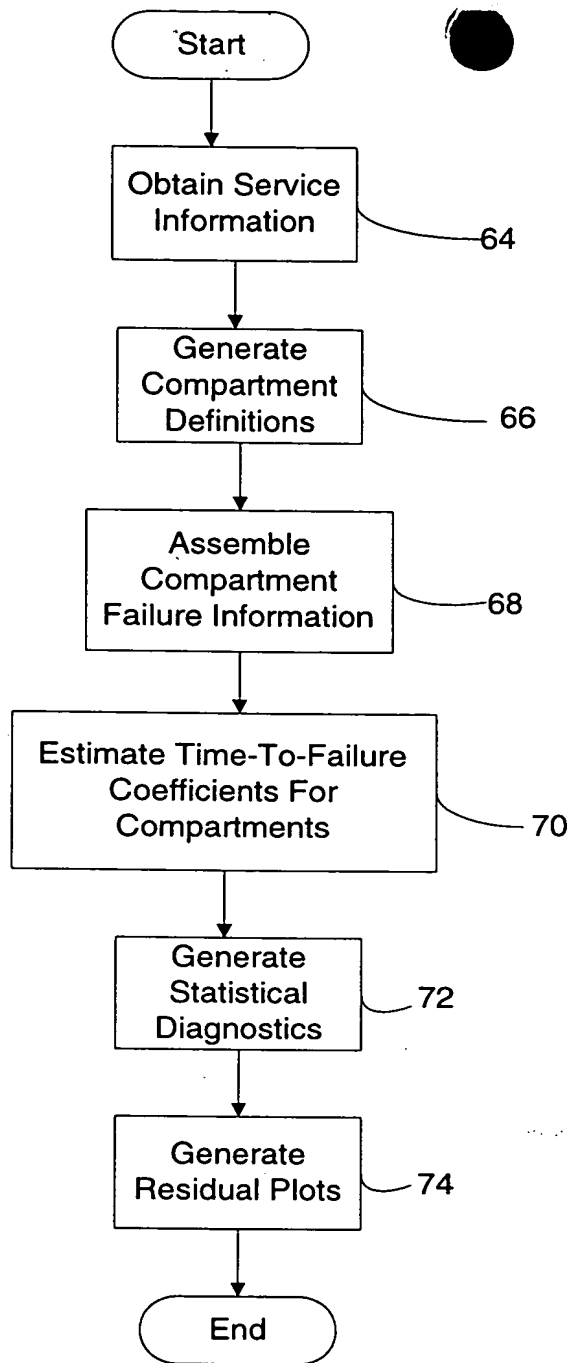 Start
Obtain Service
Information
64
Generate
Compartment
Definitions
66
Assemble
Compartment
Failure Information
68
Estimate Time-To-Failure
Coefficients For
Compartments
70
Generate
Statistical
Diagnostics
72
Generate
Residual Plots
74
End